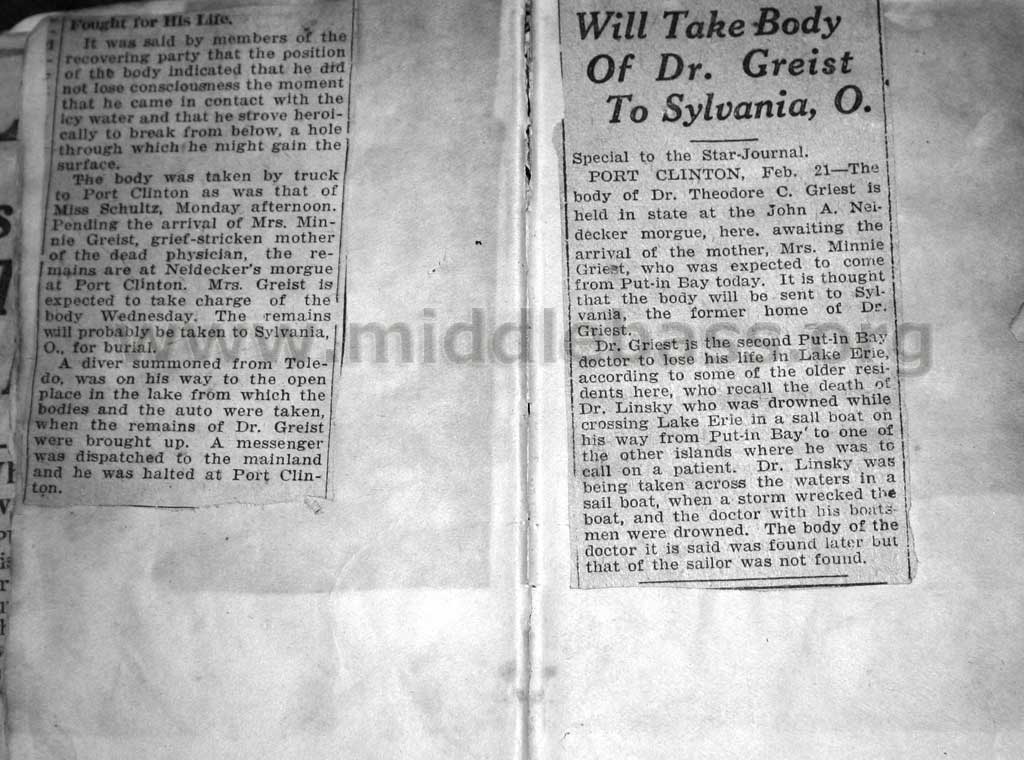 Fought for His Life.
It was said by members of the
recovering party that the position
of the body indicated that he did
not lose consciousness the moment
that he came in contact with the
icy water and that he strove heroi-
cally to break from below, a hole
through which he might gain the
surface.
The body was taken by truck
to Port Clinton as was that of
Miss Schultz, Monday afternoon.
Pending the arrival of Mrs. Min-
nie Greist, grief-stricken mother
of the dead physician, the re-
mains are at Neidecker's morgue
at Port Clinton. Mrs. Greist is
expected to take charge of the
body Wednesday. The remains
will probably be taken to Sylvania,
O., for burial.
A diver summoned from Tole-
do, was on his way to the open
place in the lake from which the
bodies and the auto were taken,
when the remains of Dr. Greist
were brought up. A messenger
was dispatched to the mainland
and he was halted at Port Clin-
ton.
Will Take Body
Of Dr. Greist
To Sylvania, O.
Special to the Star-Journal.
PORT CLINTON, Feb. 21—The
body of Dr. Theodore C. Griest is
held in state at the John A. Nei-
decker morgue, here, awaiting the
arrival of the mother, Mrs. Minnie
Griest, who was expected to come
from Put-in Bay today. It is thought
that the body will be sent to Syl-
vania, the former home of Dr.
Griest.
Dr. Griest is the second Put-in Bay
doctor to lose his life in Lake Erie,
according to some of the older resi-
dents here, who recall the death of
Dr. Linsky who was drowned while
crossing Lake Erie in a sail boat on
his way from Put-in Bay to one of
the other islands where he was to
call on a patient. Dr. Linsky was
being taken across the waters in a
sail boat, when a storm wrecked the
boat, and the doctor with his boats-
men were drowned. The body of the
doctor it is said was found later but
that of the sailor was not found.
www.middlebass.org